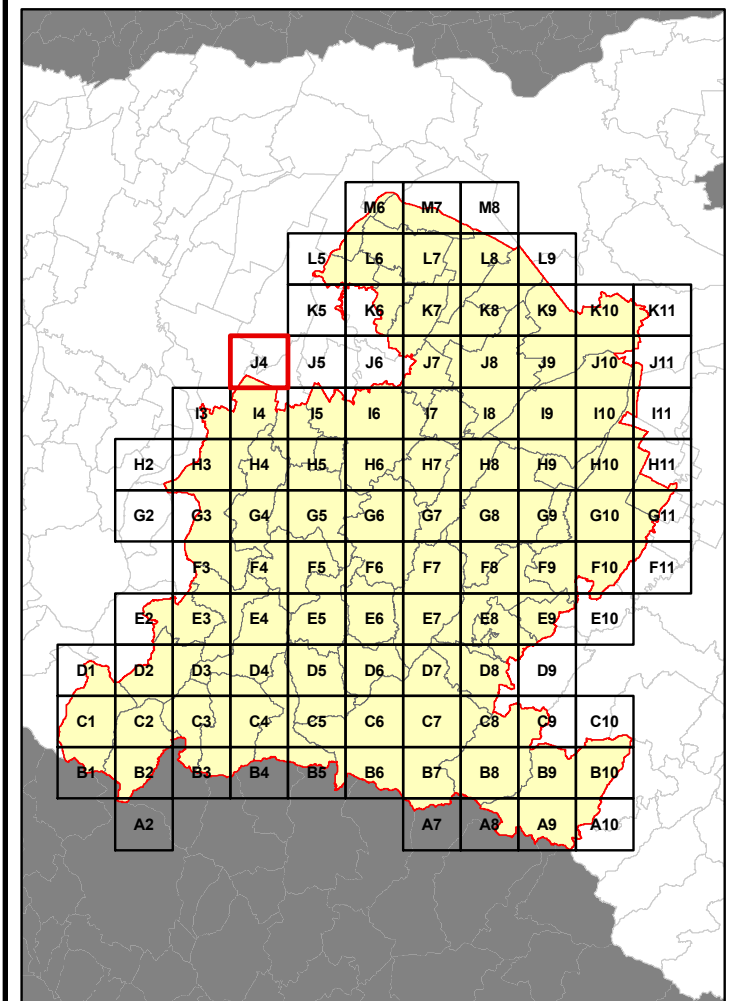 M6 M7 M8
L5 L6 L7 L8 L9
K5 K6 K7 K8 K9 K10 K11
J4 J5 J6 J7 J8 J9 J10 J11
I3 I4 I5 I6 I7 I8 I9 I10 I11
H2 H3 H4 H5 H6 H7 H8 H9 H10 H11
G2 G3 G4 G5 G6 G7 G8 G9 G10 G11
F3 F4 F5 F6 F7 F8 F9 F10 F11
E2 E3 E4 E5 E6 E7 E8 E9 E10
D1 D2 D3 D4 D5 D6 D7 D8 D9
C1 C2 C3 C4 C5 C6 C7 C8 C9 C10
B1 B2 B3 B4 B5 B6 B7 B8 B9 B10
A2 A7 A8 A9 A10